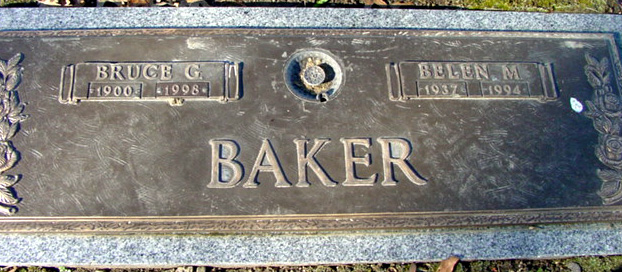 BRUCE G.
1900 1998
BELEN M.
1937 1994
BAKER